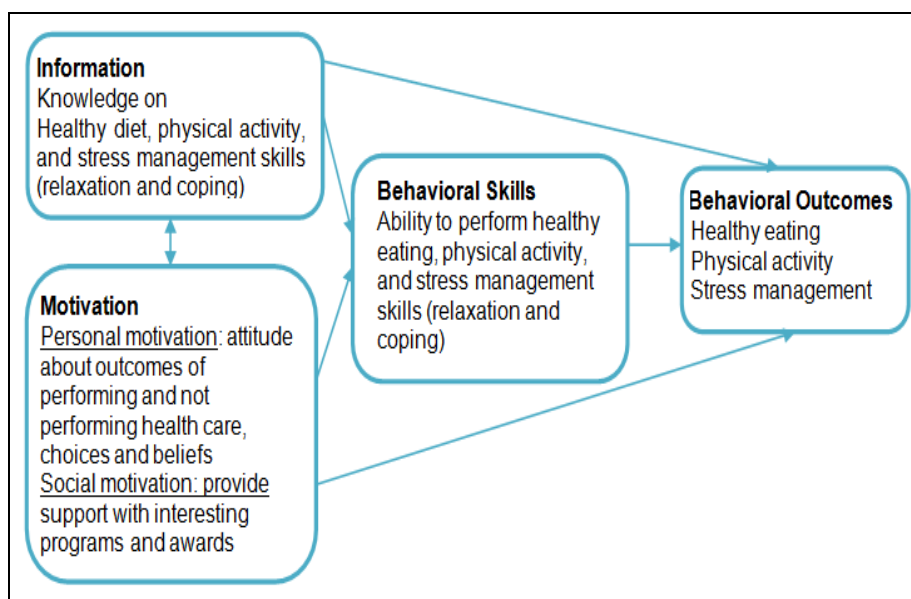 Information
Knowledge on
Healthy diet, physical activity,
and stress management skills
(relaxation and coping)
Motivation
Personal motivation: attitude
about outcomes of
performing and not
performing health care,
choices and beliefs
Social motivation: provide
support with interesting
programs and awards
Behavioral Skills
Ability to perform healthy
eating, physical activity,
and stress management
skills (relaxation and
coping)
Behavioral Outcomes
Healthy eating
Physical activity
Stress management